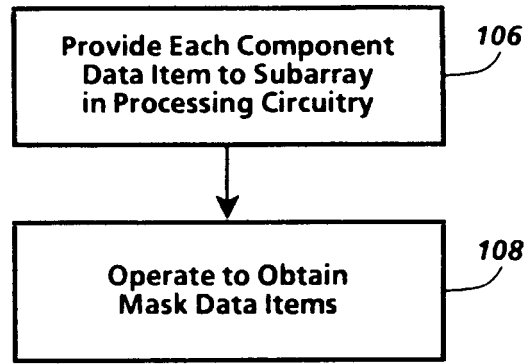 Provide Each Component
Data Item to Subarray
in Processing Circuitry
106
Operate to Obtain
Mask Data Items
108